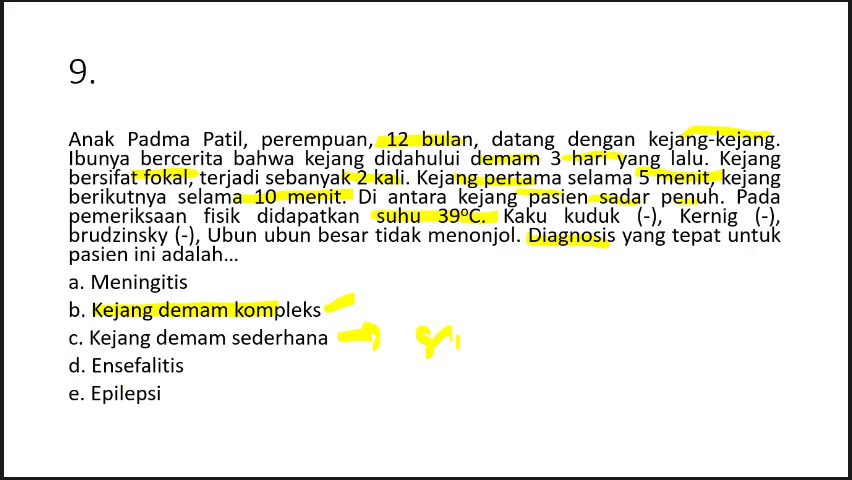 9.
Anak Padma Patil, perempuan, 12 bulan, datang dengan kejang-kejang.
Ibunya bercerita bahwa kejang didahului demam 3 hari yang lalu. Kejang
bersifat fokal, terjadi sebanyak 2 kali. Kejang pertama selama 5 menit, kejang
berikutnya selama 10 menit. Di antara kejang pasien sadar penuh. Pada
pemeriksaan fisik didapatkan suhu 39ºC. Kaku kuduk (-), Kernig (-),
brudzinsky (-), Ubun ubun besar tidak menonjol. Diagnosis yang tepat untuk
pasien ini adalah...
a. Meningitis
b. Kejang demam kompleks
c. Kejang demam sederhana
d. Ensefalitis
e. Epilepsi